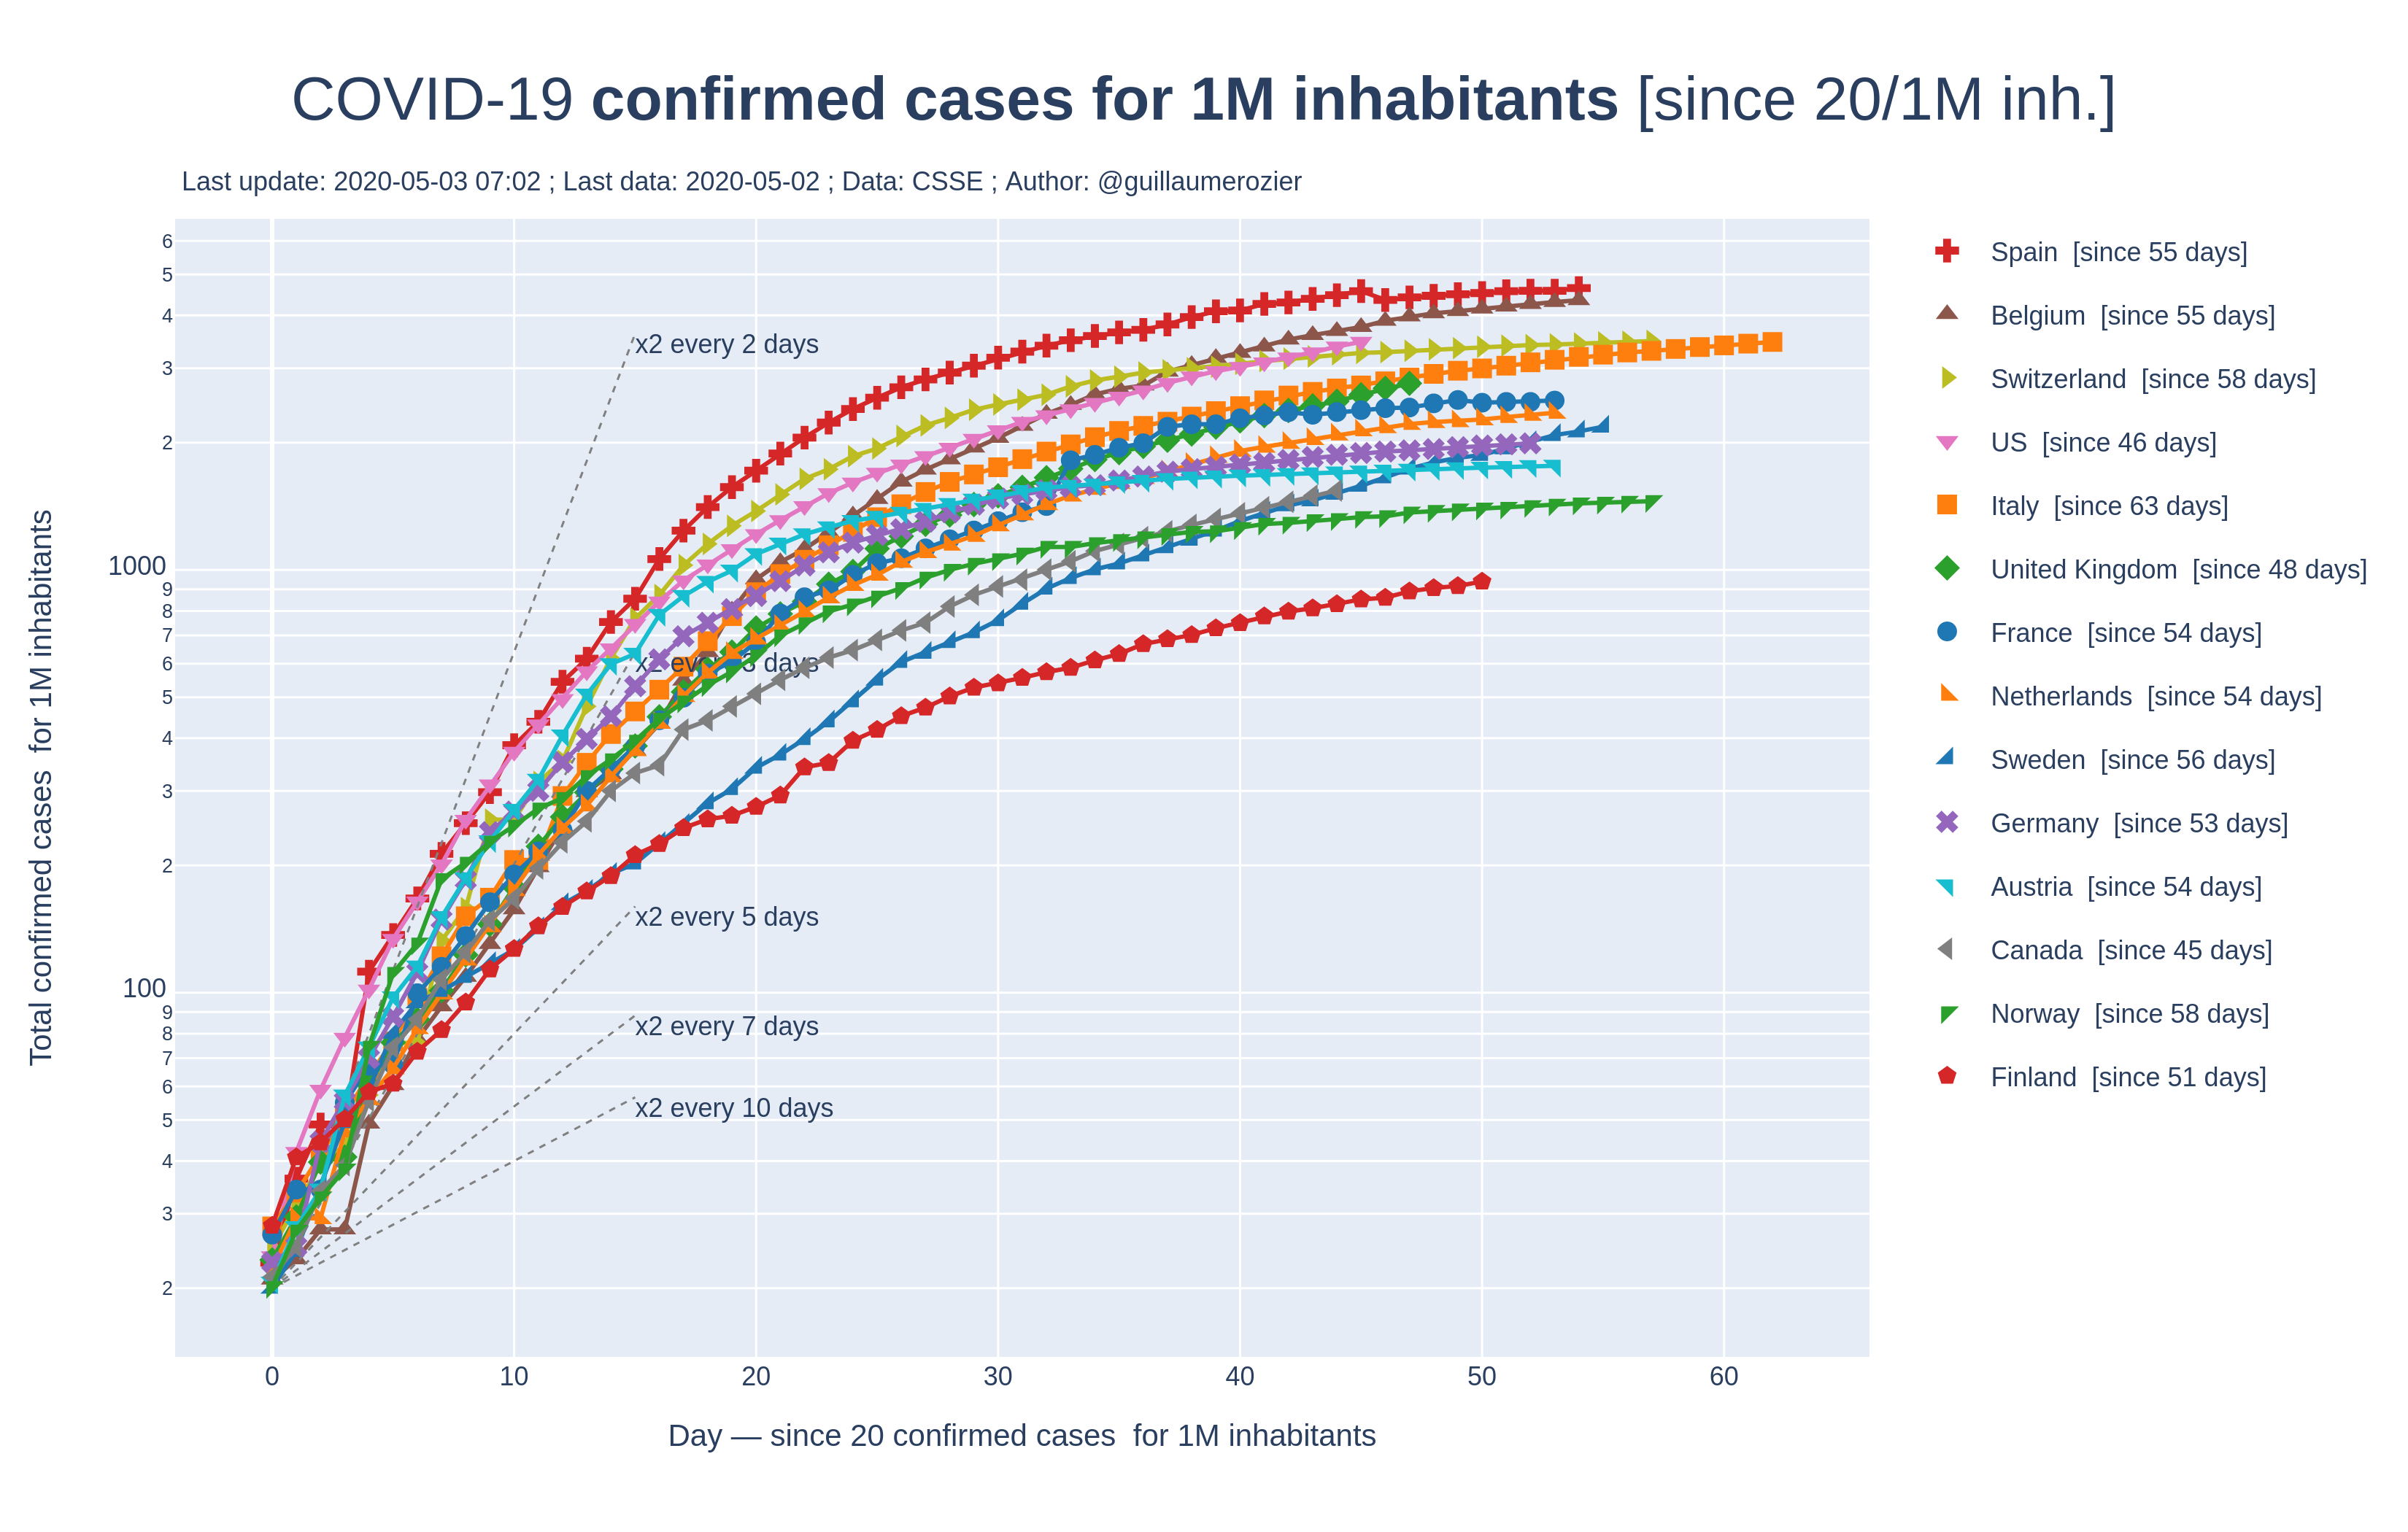 COVID-19 confirmed cases for 1M inhabitants [since 20/1M inh.]
Last update: 2020-05-03 07:02 ; Last data: 2020-05-02 ; Data: CSSE ; Author: @guillaumerozier
Total confirmed cases for 1M inhabitants
6
5
4
3
2
1000
9
8
7
6
5
4
3
2
100
9
8
7
6
5
4
3
2
x2 every 2 days
x2 every 3 days
x2 every 5 days
x2 every 7 days
x2 every 10 days
0 10 20 30 40 50 60
Day — since 20 confirmed cases for 1M inhabitants
Spain [since 55 days]
Belgium [since 55 days]
Switzerland [since 58 days]
US [since 46 days]
Italy [since 63 days]
United Kingdom [since 48 days]
France [since 54 days]
Netherlands [since 54 days]
Sweden [since 56 days]
Germany [since 53 days]
Austria [since 54 days]
Canada [since 45 days]
Norway [since 58 days]
Finland [since 51 days]